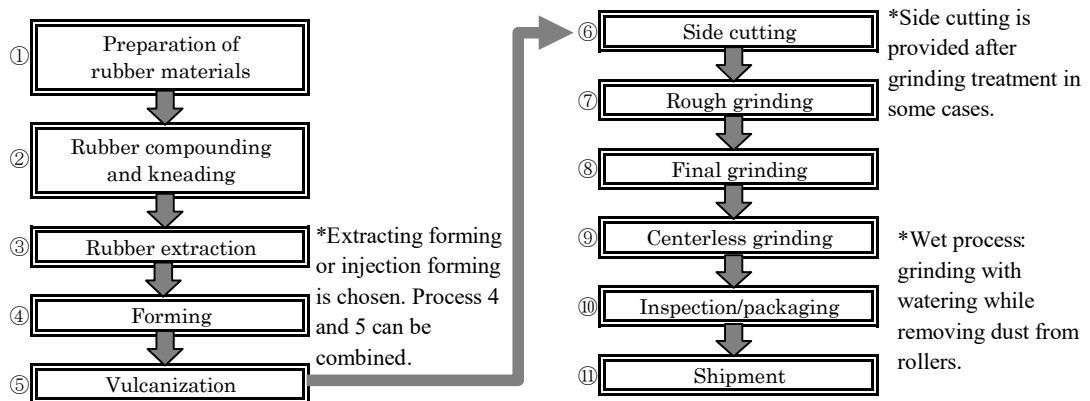 ① Preparation of
rubber materials
② Rubber compounding
and kneading
③ Rubber extraction
*Extracting forming
or injection forming
is chosen. Process 4
and 5 can be
combined.
④ Forming
⑤ Vulcanization
⑥ Side cutting
*Side cutting is
provided after
grinding treatment in
some cases.
⑦ Rough grinding
⑧ Final grinding
⑨ Centerless grinding
*Wet process:
grinding with
watering while
removing dust from
rollers.
⑩ Inspection/packaging
⑪ Shipment